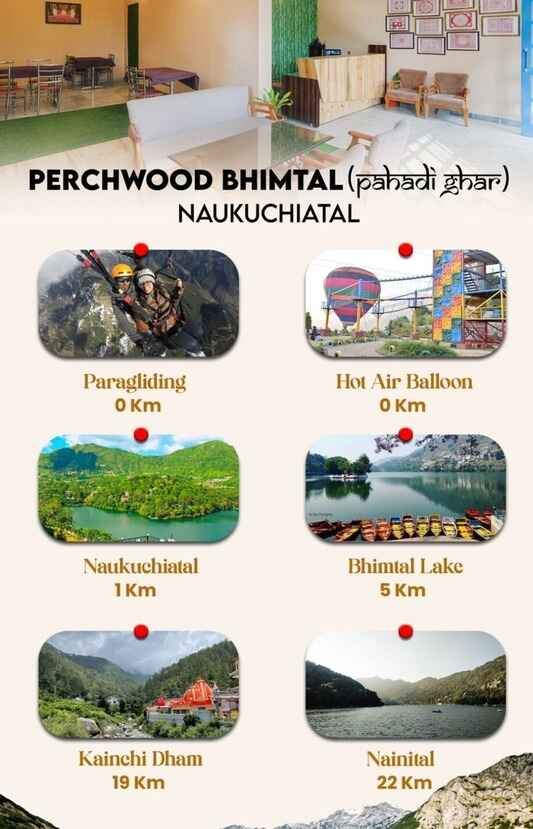 PERCHWOOD BHIMTAL (pahadi ghar)
NAUKUCHIATAL
Paragliding
0 Km
Hot Air Balloon
0 Km
Naukuchiatal
1 Km
Bhimtal Lake
5 Km
Kainchi Dham
19 Km
Nainital
22 Km